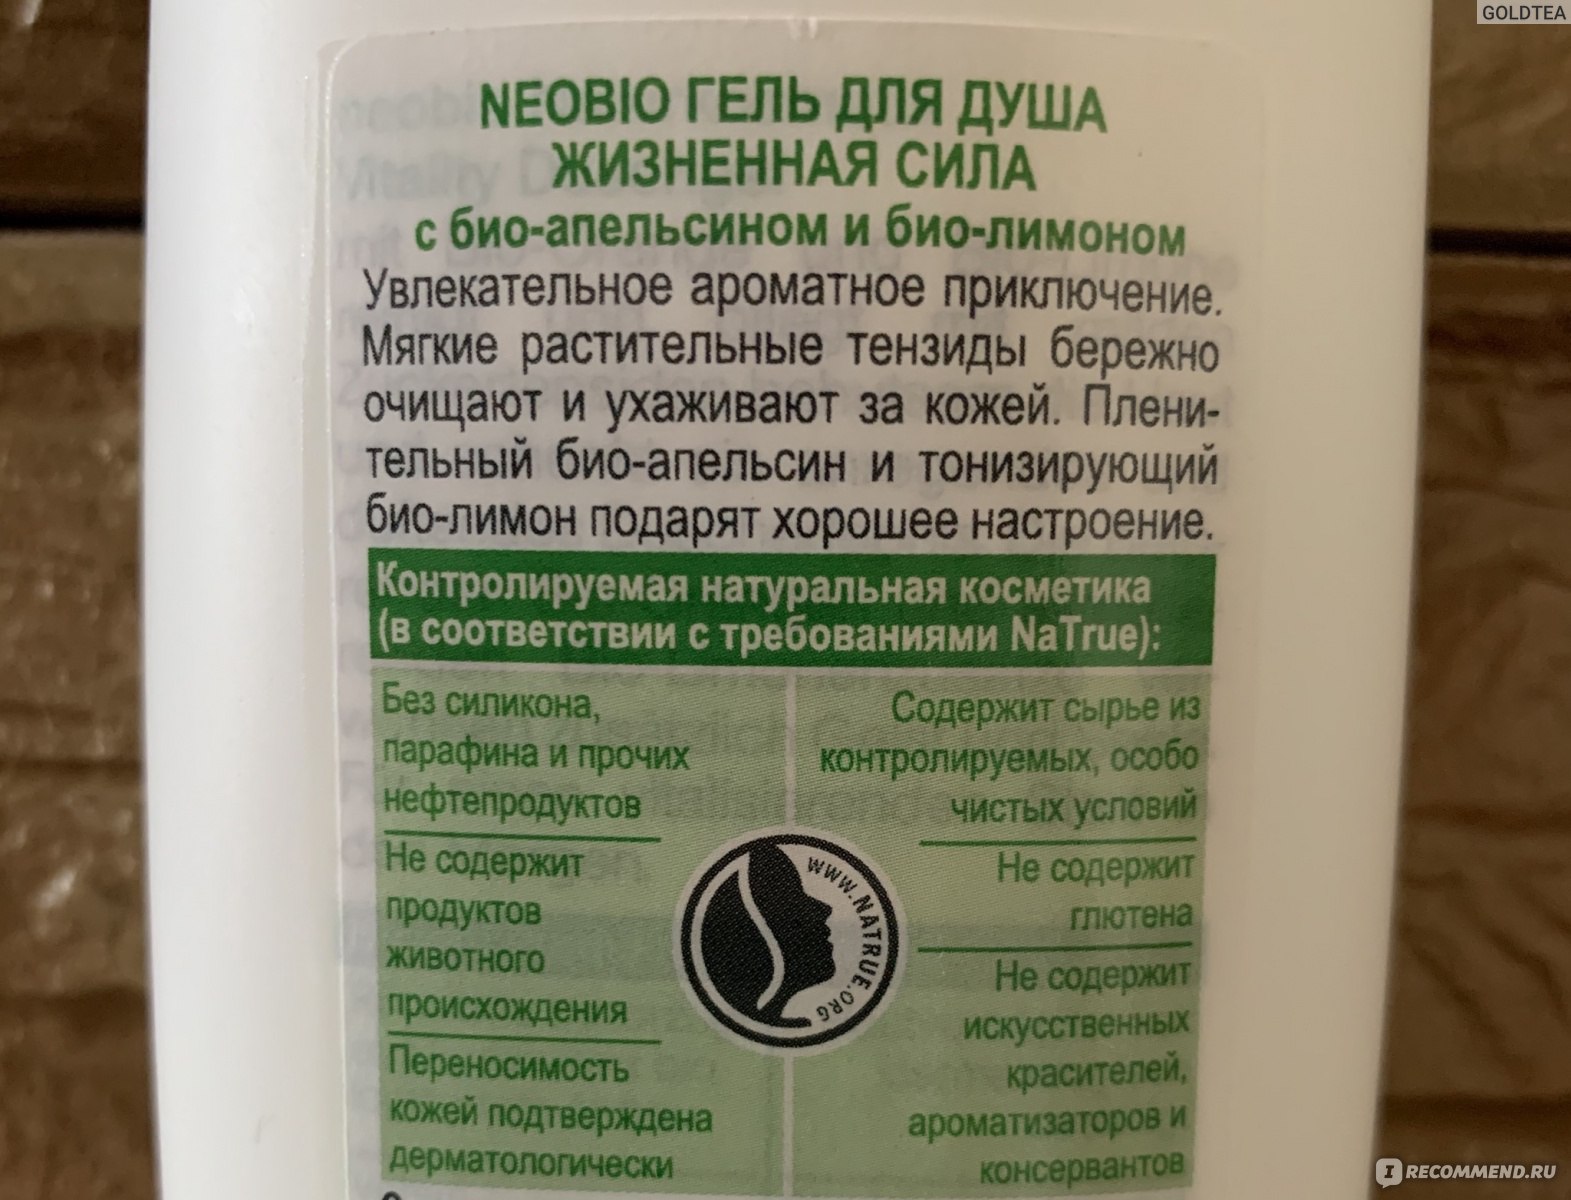 GOLDTEA
NEOBIO ГЕЛЬ ДЛЯ ДУША
ЖИЗНЕННАЯ СИЛА
с био-апельсином и био-лимоном
Увлекательное ароматное приключение.
Мягкие растительные тензиды бережно
очищают и ухаживают за кожей. Плени-
тельный био-апельсин и тонизирующий
био-лимон подарят хорошее настроение.
Контролируемая натуральная косметика
(в соответствии с требованиями NaTrue):
Без силикона,
парафина и прочих
нефтепродуктов
Не содержит
продуктов
животного
происхождения
Переносимость
кожей подтверждена
дерматологически
Содержит сырье из
контролируемых, особо
чистых условий
Не содержит
глютена
Не содержит
искусственных
красителей,
ароматизаторов и
консервантов
WWW.NATRUE.ORG
IRECOMMEND.RU